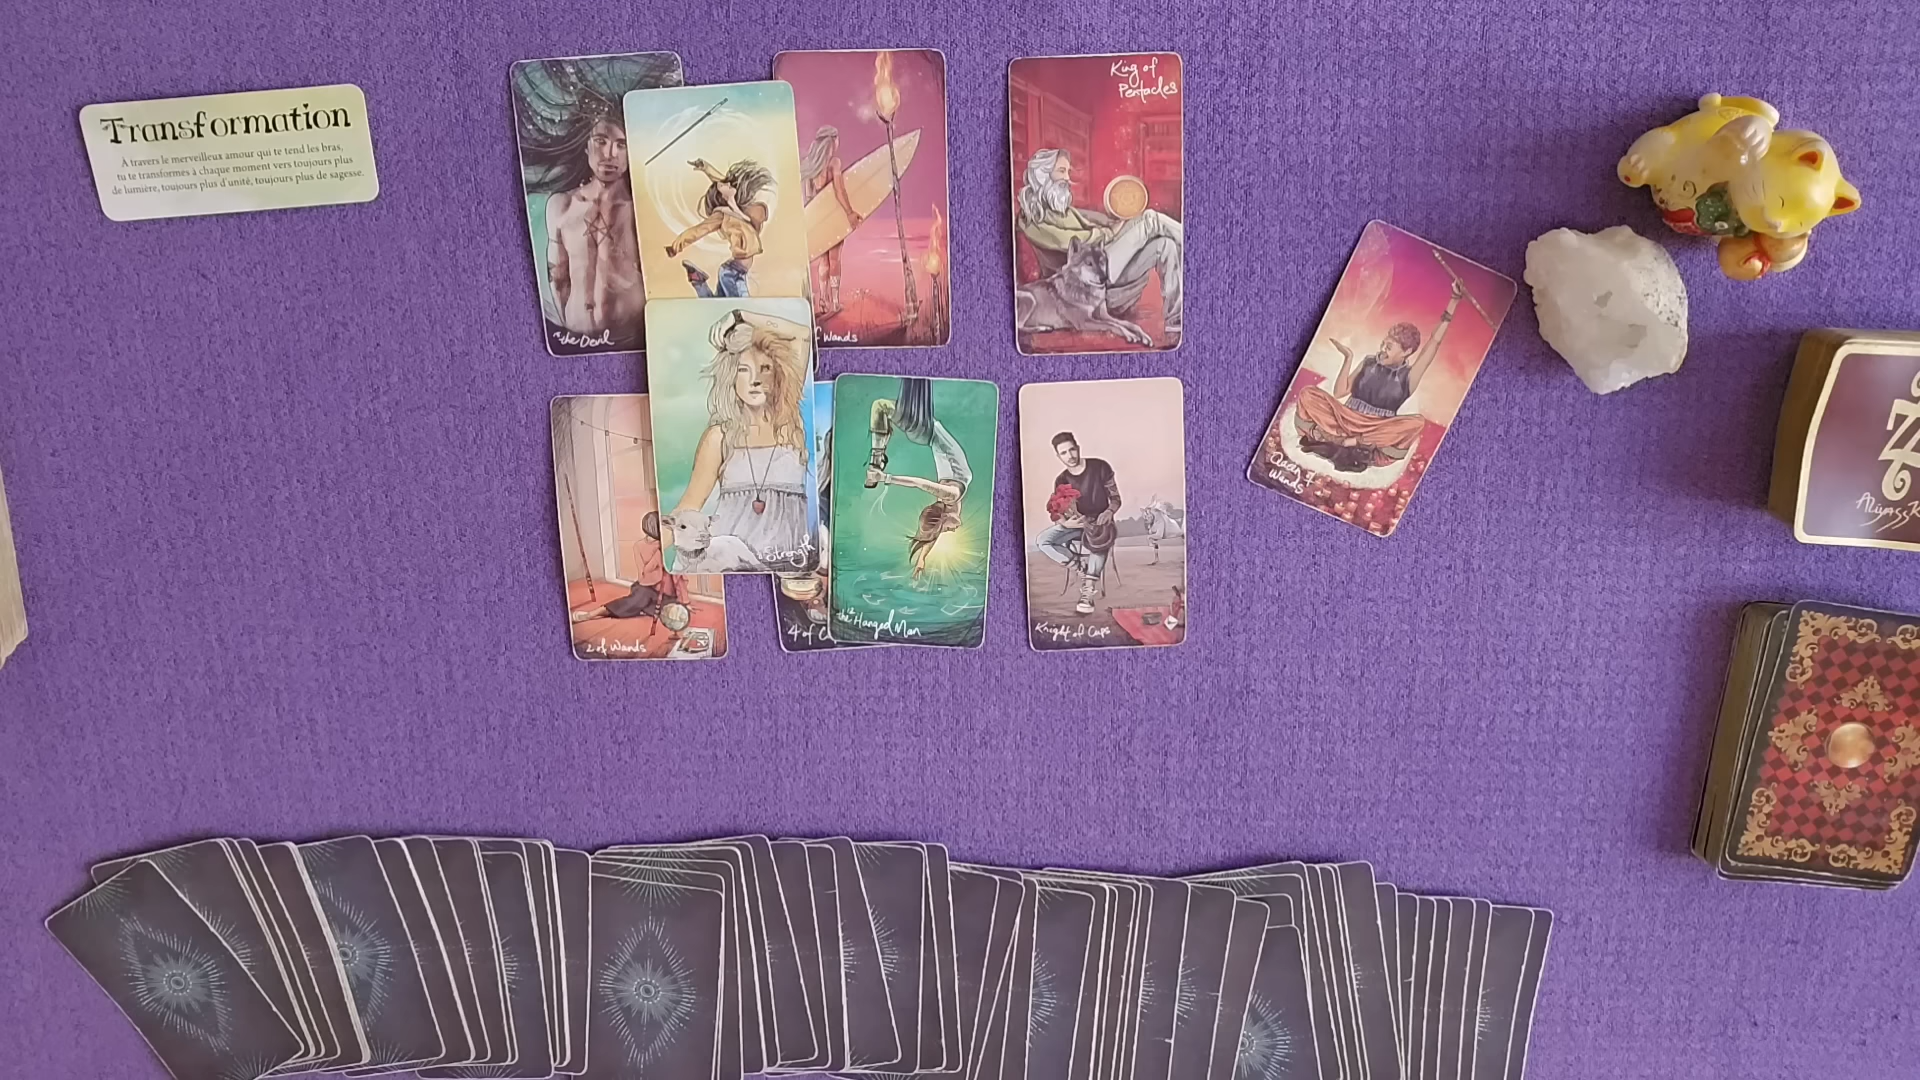 Transformation
À travers le merveilleux amour qui te tend les bras,
tu te transformes à chaque moment vers toujours plus
de lumière, toujours plus d'unité, toujours plus de sagesse.
the Devil
Wands
King of
Pentacles
Strength
2 of Wands
4 of
12
the Hanged Man
Knight of Cups
Queen of
Wands